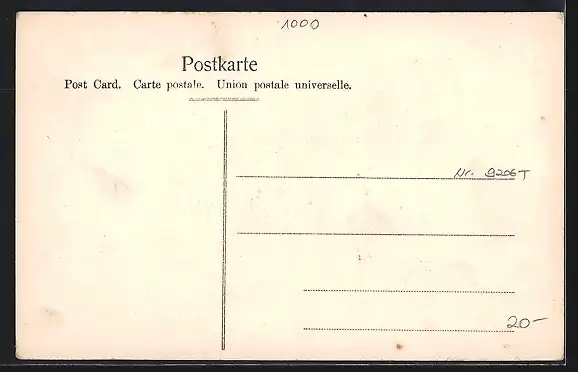 1000
Postkarte
Post Card. Carte postale. Union postale universelle.
Nr. 9206T
20-